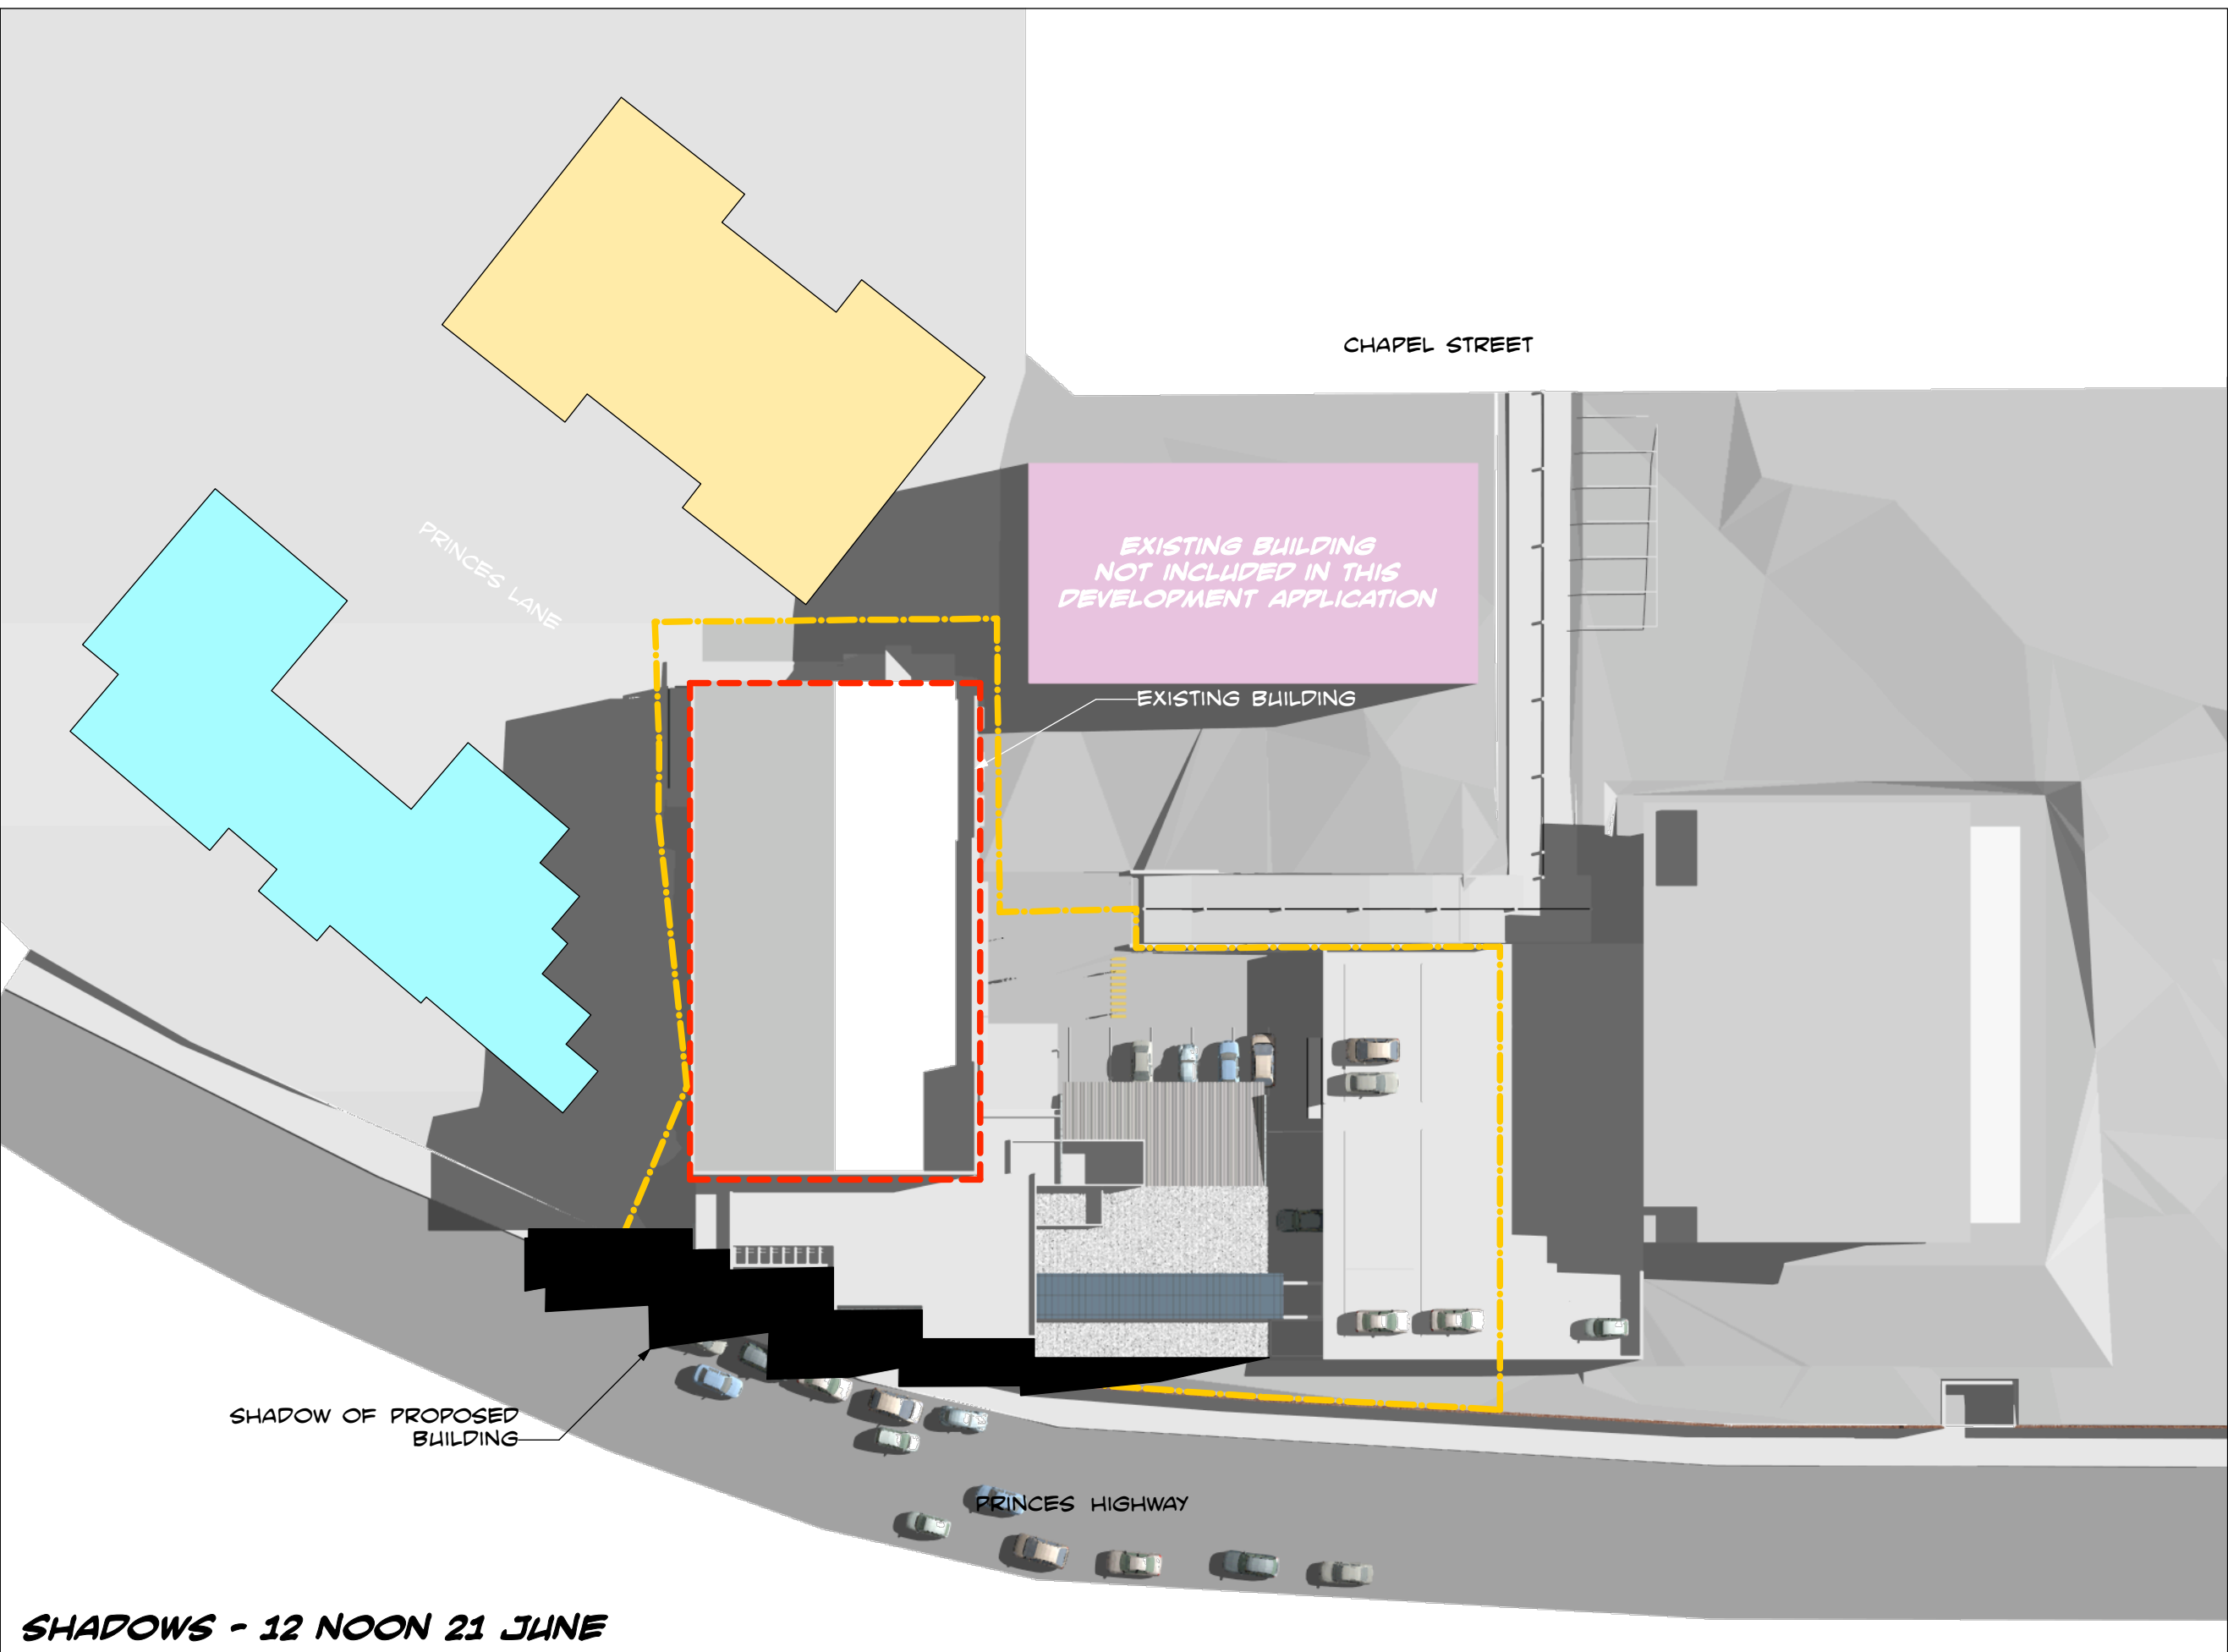 CHAPEL STREET
PRINCES LANE
EXISTING BUILDING
NOT INCLUDED IN THIS
DEVELOPMENT APPLICATION
EXISTING BUILDING
SHADOW OF PROPOSED
BUILDING
PRINCES HIGHWAY
SHADOWS - 12 NOON 21 JUNE